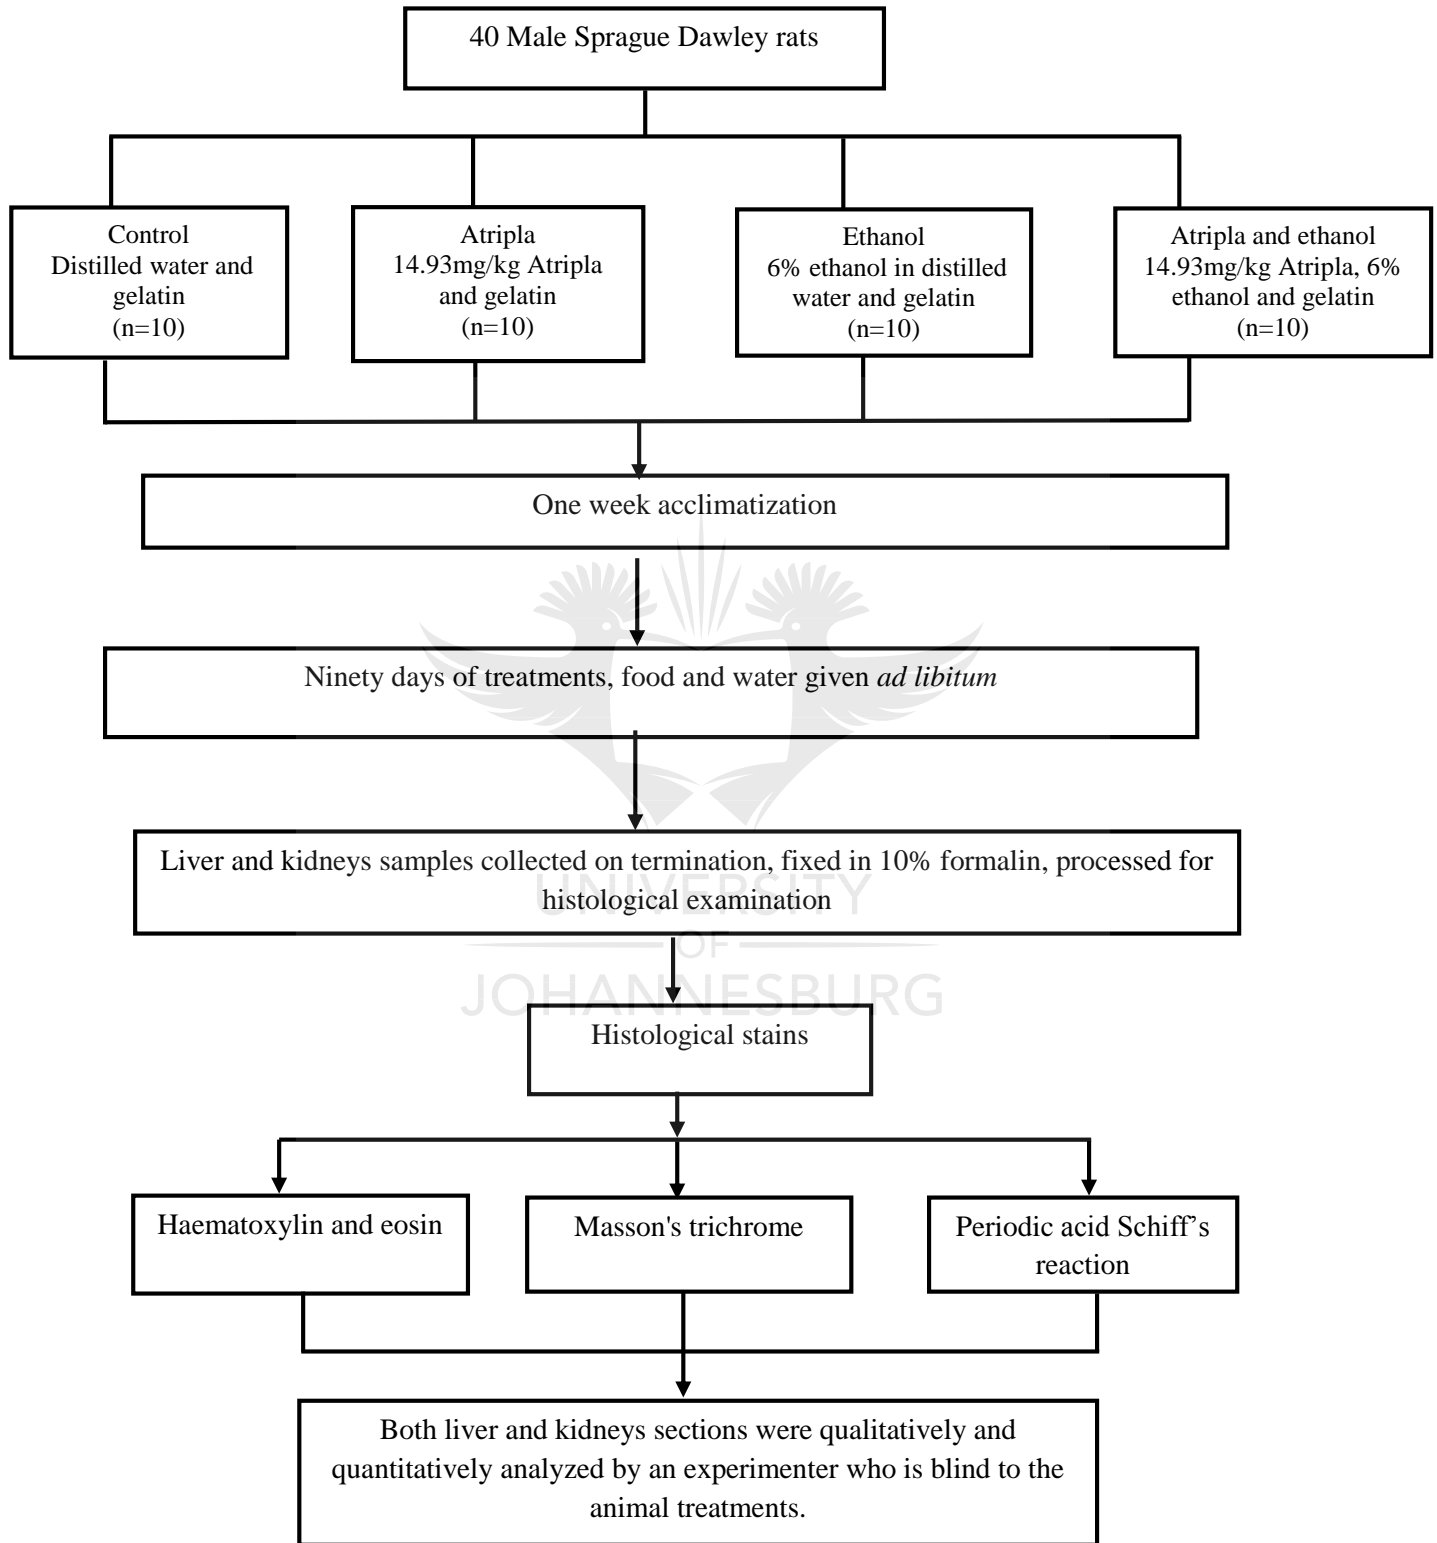 40 Male Sprague Dawley rats
Control
Distilled water and
gelatin
(n=10)
Atripla
14.93mg/kg Atripla
and gelatin
(n=10)
Ethanol
6% ethanol in distilled
water and gelatin
(n=10)
Atripla and ethanol
14.93mg/kg Atripla, 6%
ethanol and gelatin
(n=10)
One week acclimatization
Ninety days of treatments, food and water given ad libitum
Liver and kidneys samples collected on termination, fixed in 10% formalin, processed for
histological examination
UNIVERSITY
OF
JOHANNESBURG
Histological stains
Haematoxylin and eosin
Masson's trichrome
Periodic acid Schiff’s
reaction
Both liver and kidneys sections were qualitatively and
quantitatively analyzed by an experimenter who is blind to the
animal treatments.